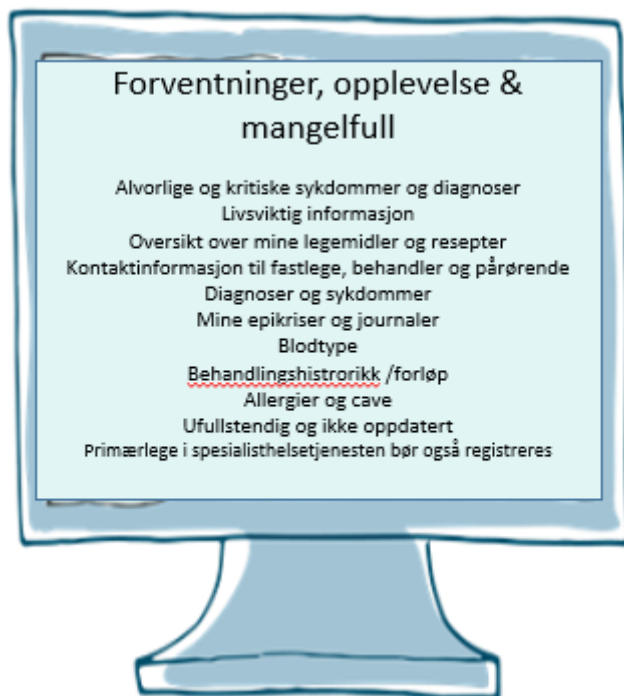 Forventninger, opplevelse &
mangelfull
Alvorlige og kritiske sykdommer og diagnoser
Livsviktig informasjon
Oversikt over mine legemidler og resepter
Kontaktinformasjon til fastlege, behandler og pårørende
Diagnoser og sykdommer
Mine epikriser og journaler
Blodtype
Behandlingshistrorikk /forløp
Allergier og cave
Ufullstendig og ikke oppdatert
Primærlege i spesialisthelsetjenesten bør også registreres